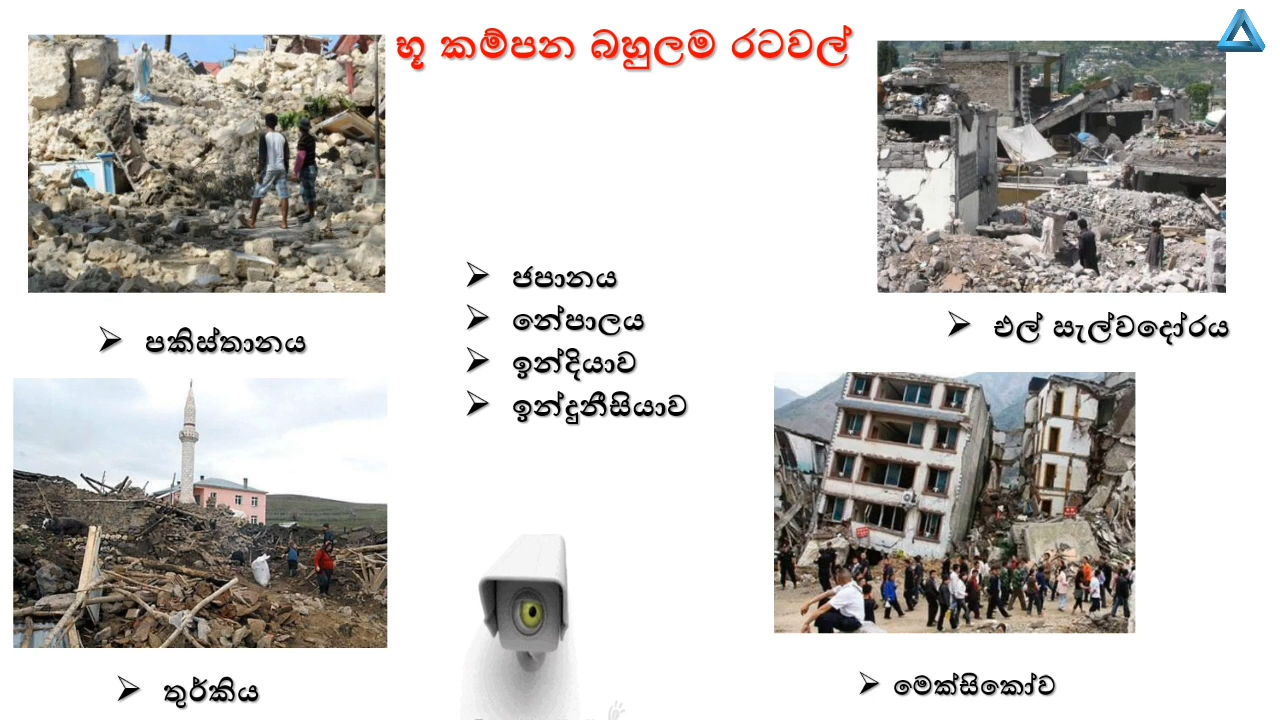 භූ කම්පන බහුලම රටවල්
ජපානය
නේපාලය
ඉන්දියාව
ඉන්දුනීසියාව
පකිස්තානය
එල් සැල්වදෝරය
තුර්කිය
මෙක්සිකෝව